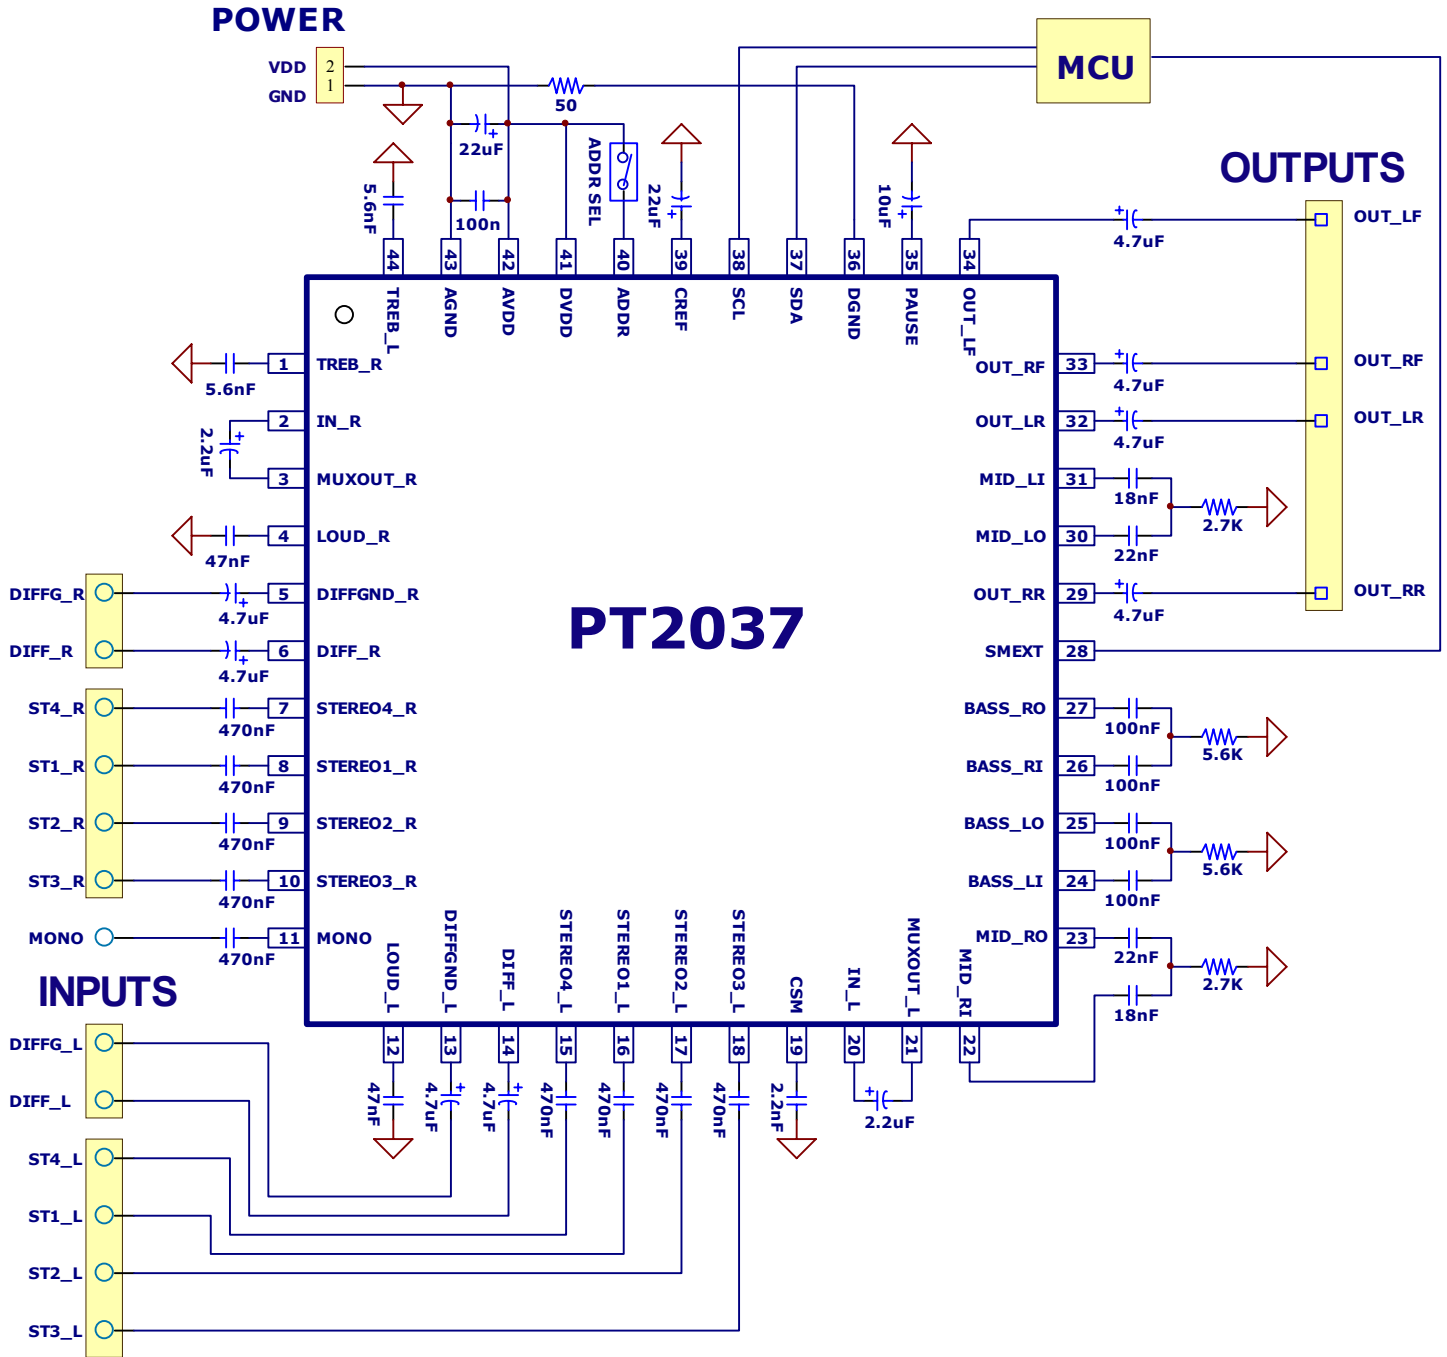 POWER
VDD
2
GND
1
50
MCU
22uF
100n
5.6nF
ADDR SEL
22uF
10uF
OUTPUTS
OUT_LF
4.7uF
44
43
42
41
40
39
38
37
36
35
34
TREB_L
AGND
AVDD
DVDD
ADDR
CREF
SCL
SDA
DGND
PAUSE
OUT_LF
1
TREB_R
5.6nF
2
IN_R
2.2uF
3
MUXOUT_R
4
LOUD_R
47nF
DIFFG_R
5
DIFFGND_R
4.7uF
DIFF_R
6
DIFF_R
4.7uF
ST4_R
7
STEREO4_R
470nF
ST1_R
8
STEREO1_R
470nF
ST2_R
9
STEREO2_R
470nF
ST3_R
10
STEREO3_R
470nF
MONO
11
MONO
470nF
PT2037
OUT_RF
33
4.7uF
OUT_RF
OUT_LR
32
4.7uF
OUT_LR
MID_LI
31
18nF
2.7K
MID_LO
30
22nF
OUT_RR
29
4.7uF
OUT_RR
SMEXT
28
BASS_RO
27
100nF
5.6K
BASS_RI
26
100nF
BASS_LO
25
100nF
5.6K
BASS_LI
24
100nF
MID_RO
23
22nF
2.7K
18nF
LOUD_L
DIFFGND_L
DIFF_L
STEREO4_L
STEREO1_L
STEREO2_L
STEREO3_L
CSM
IN_L
MUXOUT_L
MID_RI
12
13
14
15
16
17
18
19
20
21
22
47nF
4.7uF
4.7uF
470nF
470nF
470nF
470nF
2.2nF
2.2uF
INPUTS
DIFFG_L
DIFF_L
ST4_L
ST1_L
ST2_L
ST3_L